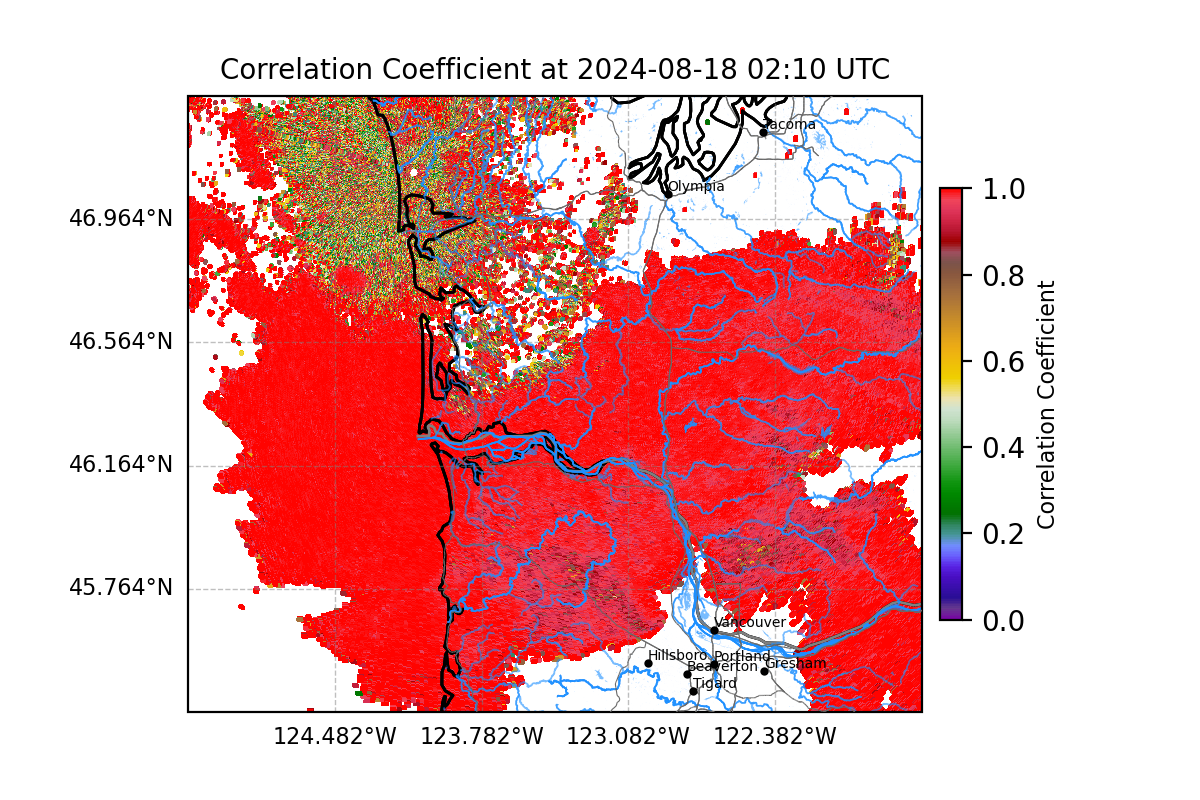 Correlation Coefficient at 2024-08-18 02:10 UTC
Tacoma
Olympia
46.964°N
46.564°N
46.164°N
45.764°N
Vancouver
Hillsboro
Portland
Beaverton
Gresham
Tigard
124.482°W
123.782°W
123.082°W
122.382°W
1.0
0.8
0.6
0.4
0.2
0.0
Correlation Coefficient